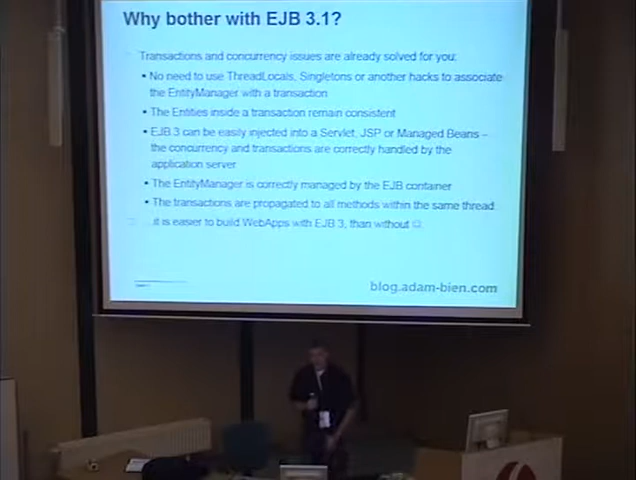 Why bother with EJB 3.1?
Transactions and concurrency issues are already solved for you:
▪ No need to use ThreadLocals, Singletons or another hacks to associate
the EntityManager with a transaction
▪ The Entities inside a transaction remain consistent
▪ EJB 3 can be easily injected into a Servlet, JSP or Managed Beans –
the concurrency and transactions are correctly handled by the
application server
▪ The EntityManager is correctly managed by the EJB container
▪ The transactions are propagated to all methods within the same thread
...it is easier to build WebApps with EJB 3, than without ☺
blog.adam-bien.com